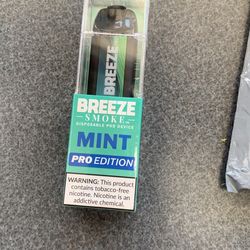 BREEZE
BREEZE
SMOKE
DISPOSABLE POD DEVICE
MINT
PRO EDITION
WARNING: This product
contains tobacco-free
nicotine. Nicotine is an
addictive chemical.